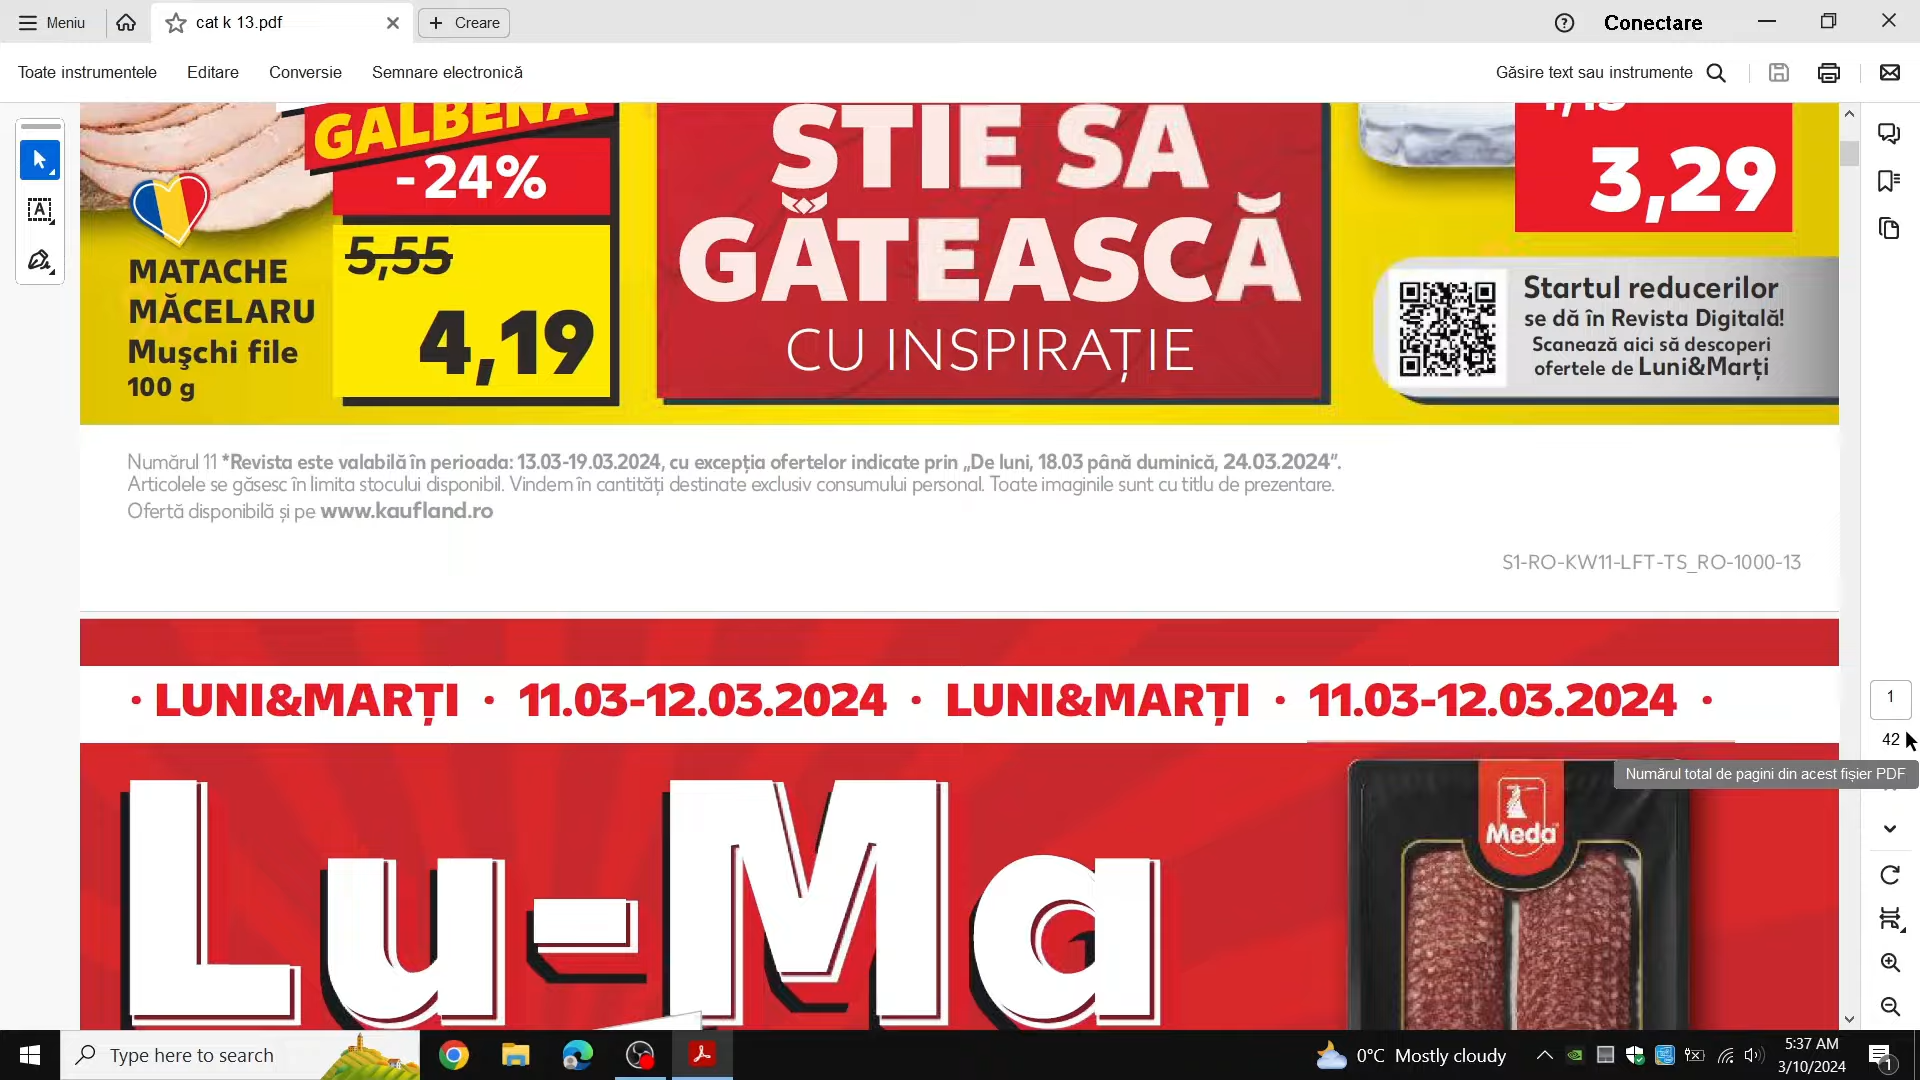 Meniu
cat k 13.pdf
Creare
Conectare
Toate instrumentele
Editare
Conversie
Semnare electronică
Găsire text sau instrumente
GALBENĂ
-24%
5,55
4,19
MATACHE
MĂCELARU
Muşchi file
100 g
ȘTIE SĂ
GĂTEASCĂ
CU INSPIRAȚIE
3,29
Startul reducerilor
se dă în Revista Digitală!
Scanează aici să descoperi
ofertele de Luni&Marți
Numărul 11 *Revista este valabilă în perioada: 13.03-19.03.2024, cu excepția ofertelor indicate prin „De luni, 18.03 până duminică, 24.03.2024”.
Articolele se găsesc în limita stocului disponibil. Vindem în cantități destinate exclusiv consumului personal. Toate imaginile sunt cu titlu de prezentare.
Ofertă disponibilă și pe www.kaufland.ro
S1-RO-KW11-LFT-TS_RO-1000-13
· LUNI&MARȚI · 11.03-12.03.2024 · LUNI&MARȚI · 11.03-12.03.2024 ·
Lu-Ma
Meda
1
42
Numărul total de pagini din acest fișier PDF
Type here to search
0°C Mostly cloudy
5:37 AM
3/10/2024
1